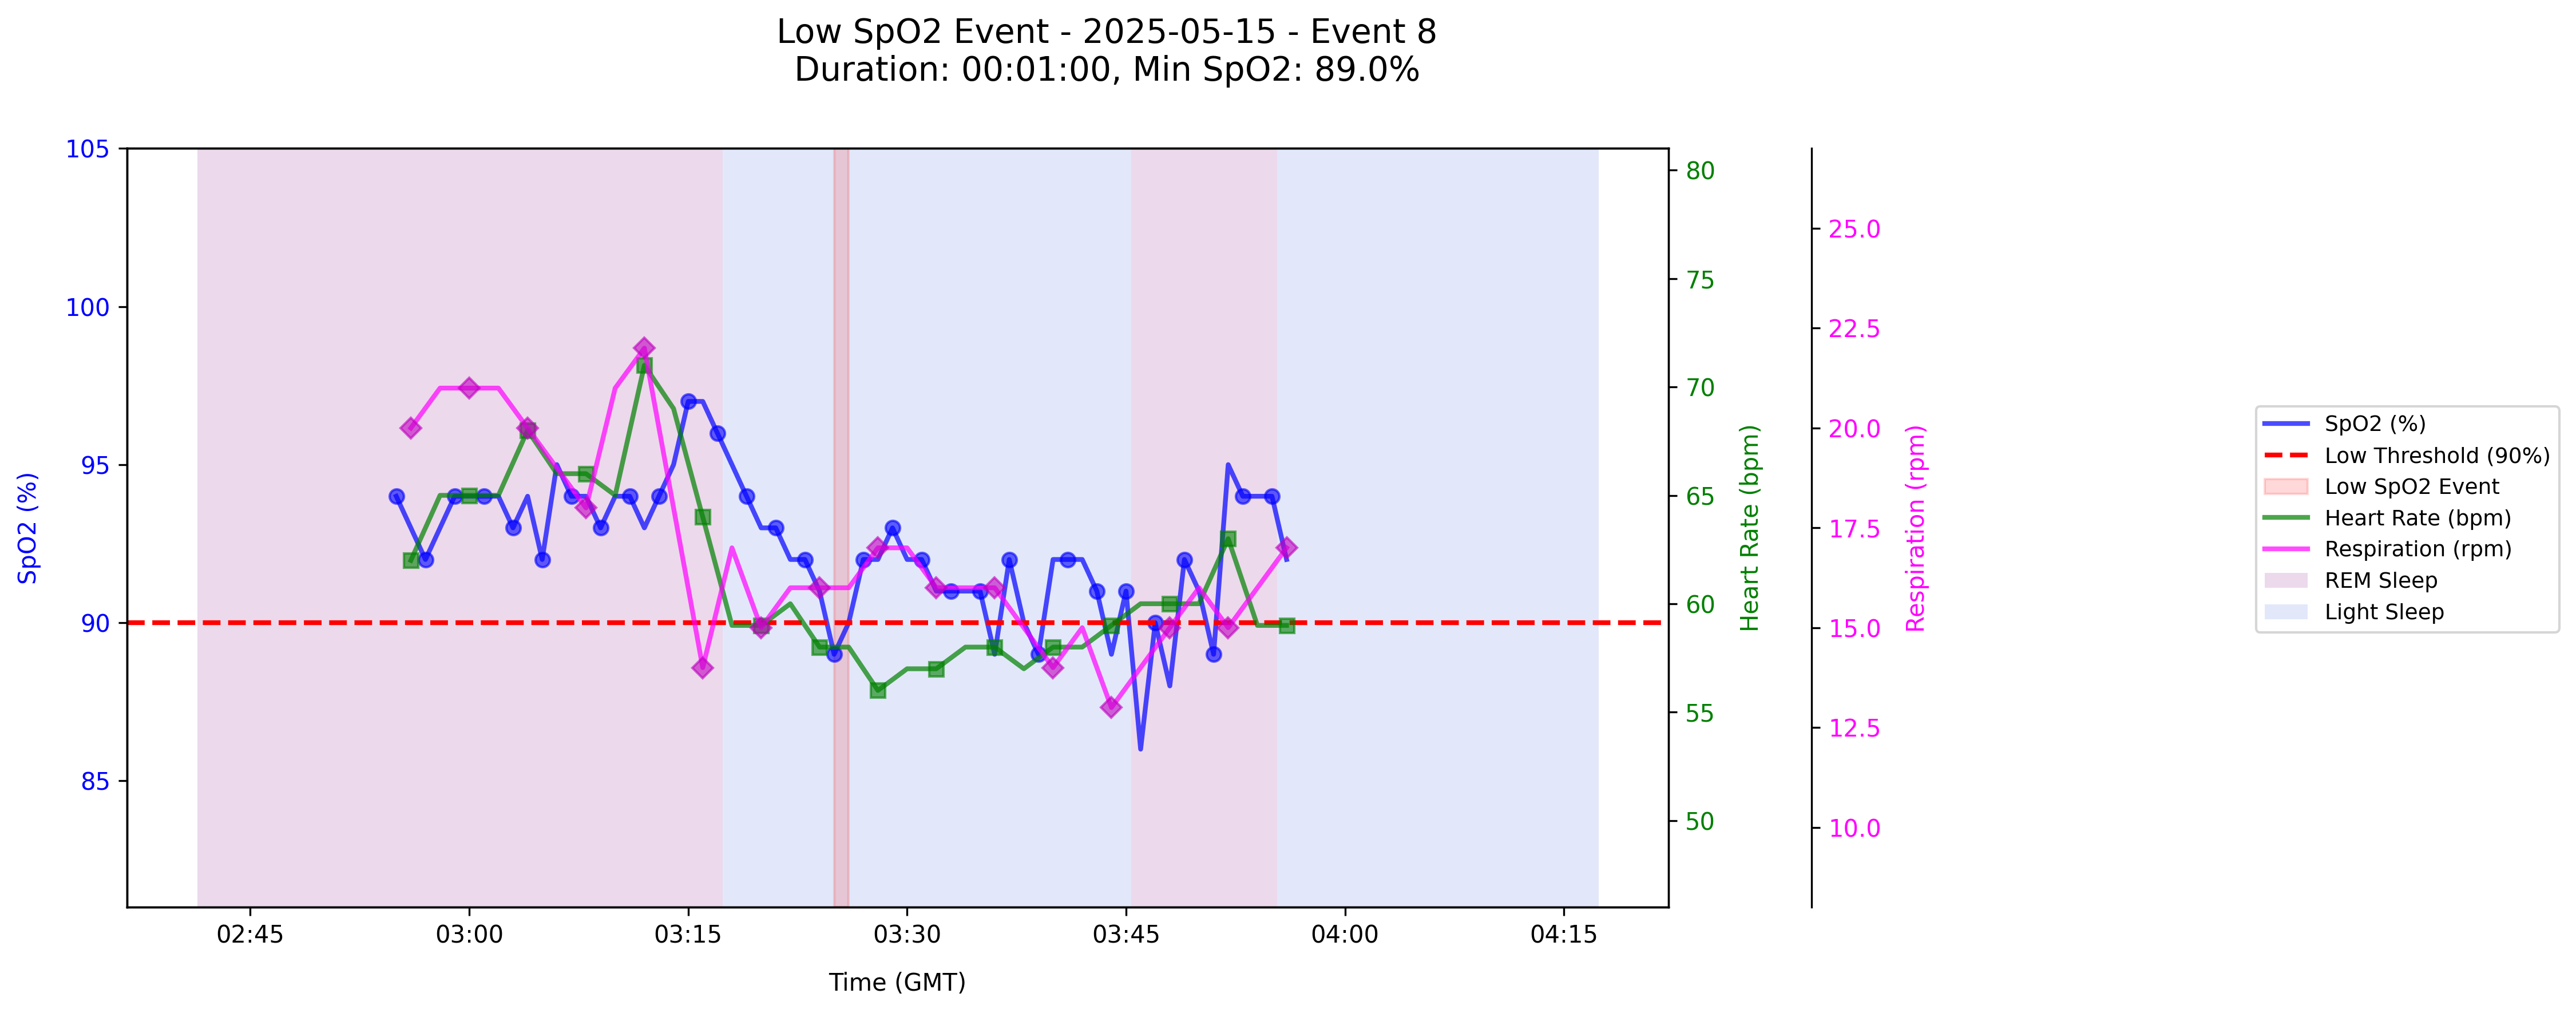 Low SpO2 Event - 2025-05-15 - Event 8
Duration: 00:01:00, Min SpO2: 89.0%
105
100
95
90
85
SpO2 (%)
80
75
70
65
60
55
50
Heart Rate (bpm)
25.0
22.5
20.0
17.5
15.0
12.5
10.0
Respiration (rpm)
SpO2 (%)
Low Threshold (90%)
Low SpO2 Event
Heart Rate (bpm)
Respiration (rpm)
REM Sleep
Light Sleep
02:45
03:00
03:15
03:30
03:45
04:00
04:15
Time (GMT)